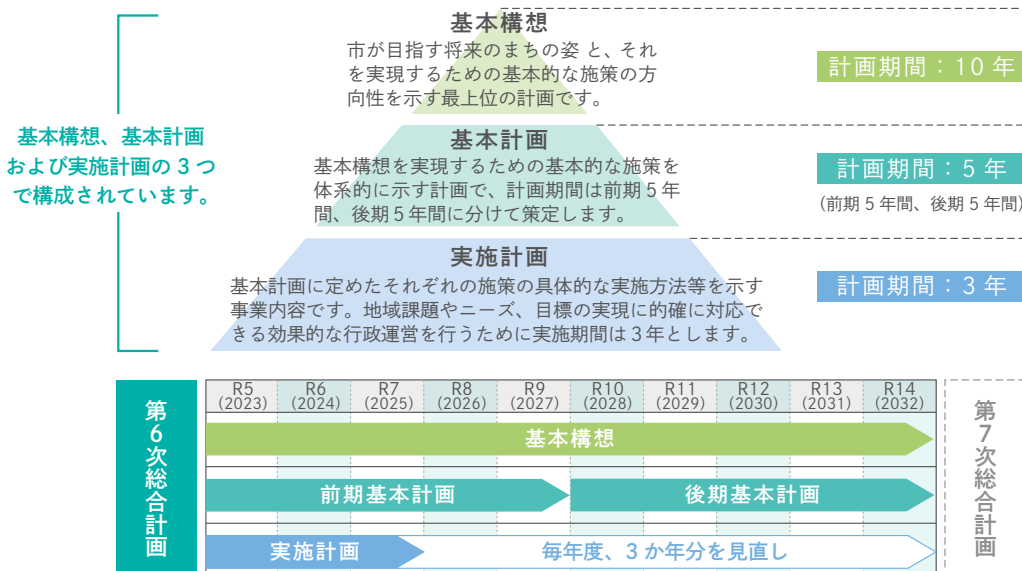 基本構想
市が目指す将来のまちの姿 と、それ
を実現するための基本的な施策の方
向性を示す最上位の計画です。
計画期間：10 年
基本構想、基本計画
および実施計画の 3 つ
で構成されています。
基本計画
基本構想を実現するための基本的な施策を
体系的に示す計画で、計画期間は前期 5 年
間、後期 5 年間に分けて策定します。
計画期間：5 年
(前期 5 年間、後期 5 年間)
実施計画
基本計画に定めたそれぞれの施策の具体的な実施方法等を示す
事業内容です。地域課題やニーズ、目標の実現に的確に対応で
きる効果的な行政運営を行うために実施期間は 3 年とします。
計画期間：3 年
第6次総合計画
R5 R6 R7 R8 R9 R10 R11 R12 R13 R14
(2023) (2024) (2025) (2026) (2027) (2028) (2029) (2030) (2031) (2032)
基本構想
前期基本計画 後期基本計画
実施計画 毎年度、3 か年分を見直し
第7次総合計画